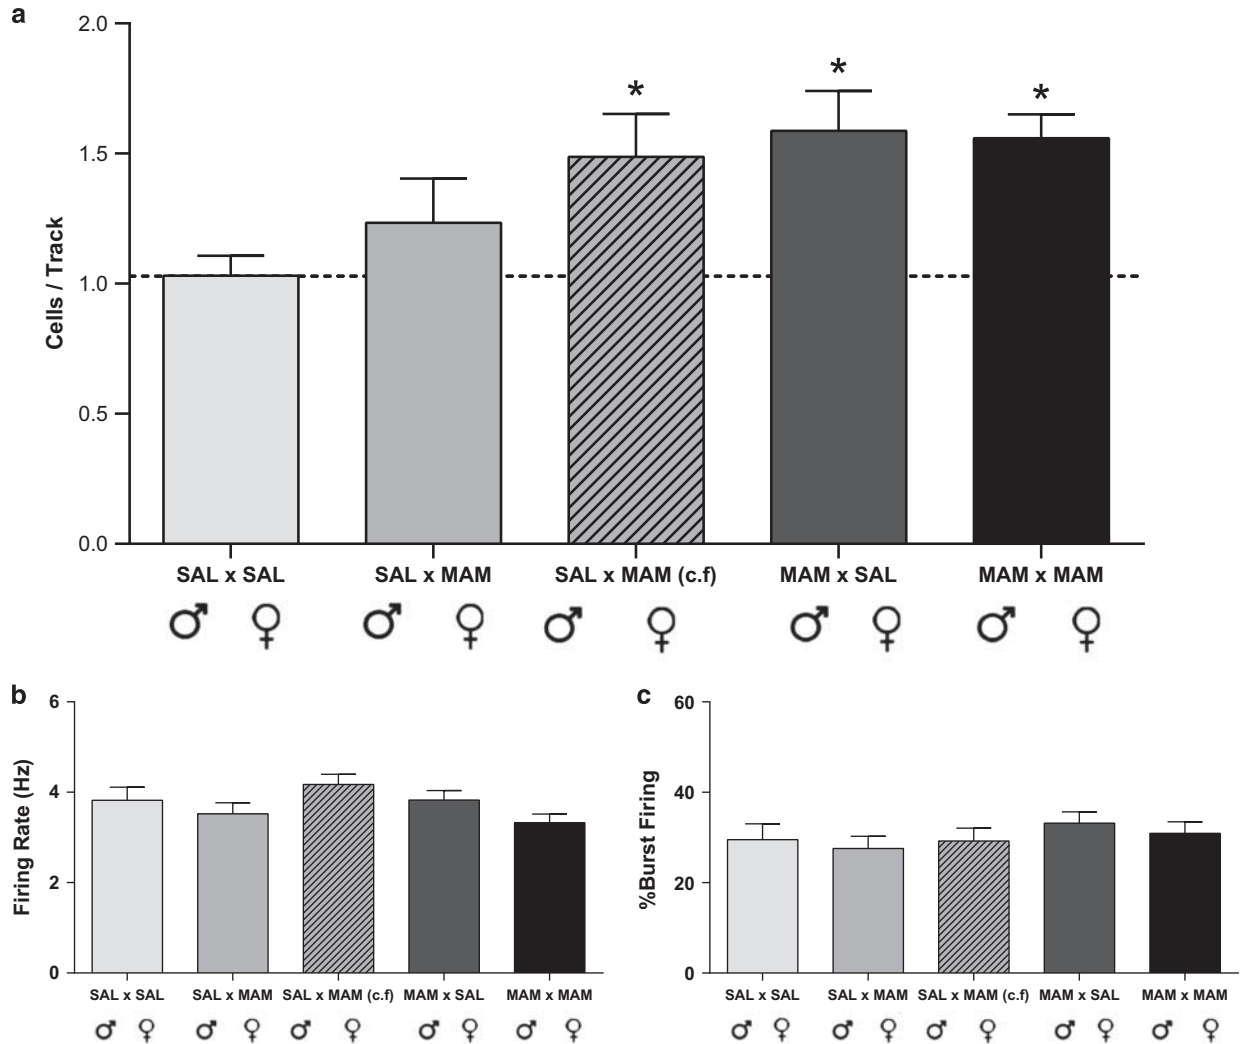 a
2.0
1.5
1.0
0.5
0.0
Cells / Track
* * *
SAL x SAL SAL x MAM SAL x MAM (c.f) MAM x SAL MAM x MAM
♂ ♀ ♂ ♀ ♂ ♀ ♂ ♀ ♂ ♀
b
6
4
2
0
Firing Rate (Hz)
SAL x SAL SAL x MAM SAL x MAM (c.f) MAM x SAL MAM x MAM
♂ ♀ ♂ ♀ ♂ ♀ ♂ ♀ ♂ ♀
c
60
40
20
0
%Burst Firing
SAL x SAL SAL x MAM SAL x MAM (c.f) MAM x SAL MAM x MAM
♂ ♀ ♂ ♀ ♂ ♀ ♂ ♀ ♂ ♀